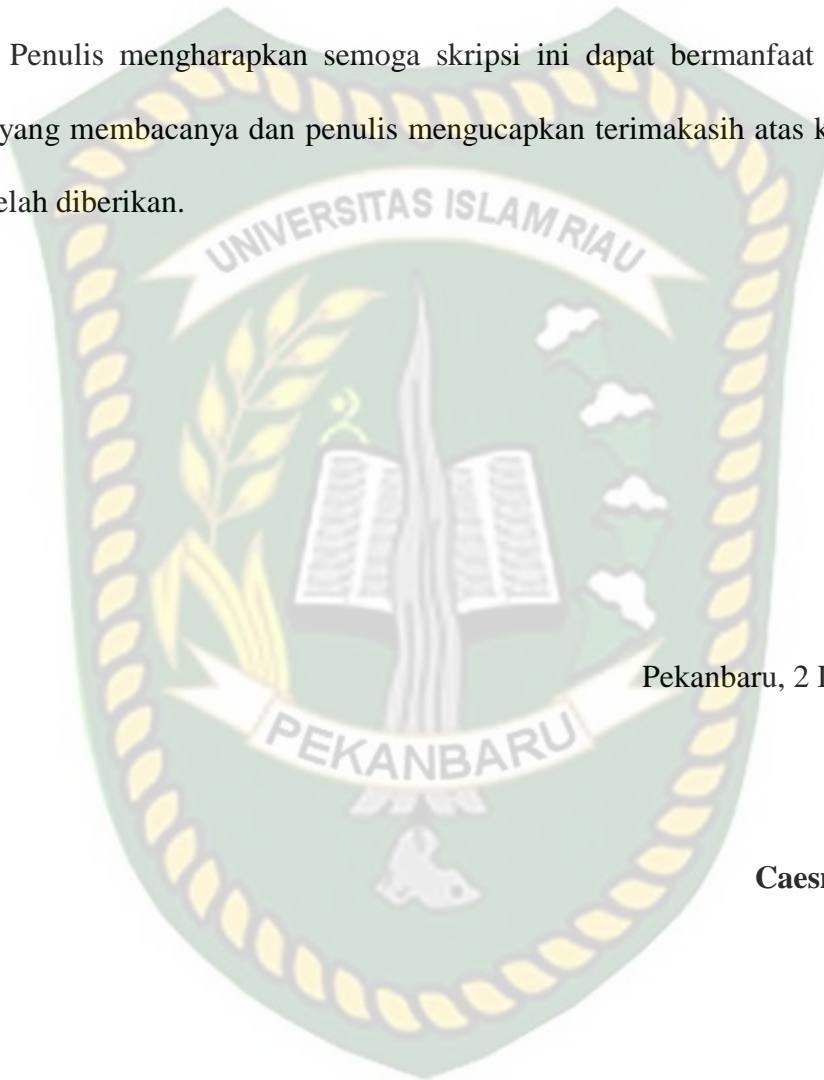 Penulis mengharapkan semoga skripsi ini dapat bermanfaat
yang membacanya dan penulis mengucapkan terimakasih atas k
elah diberikan.
UNIVERSITAS ISLAM RIAU
Pekanbaru, 2
PEKANBARU
Caes